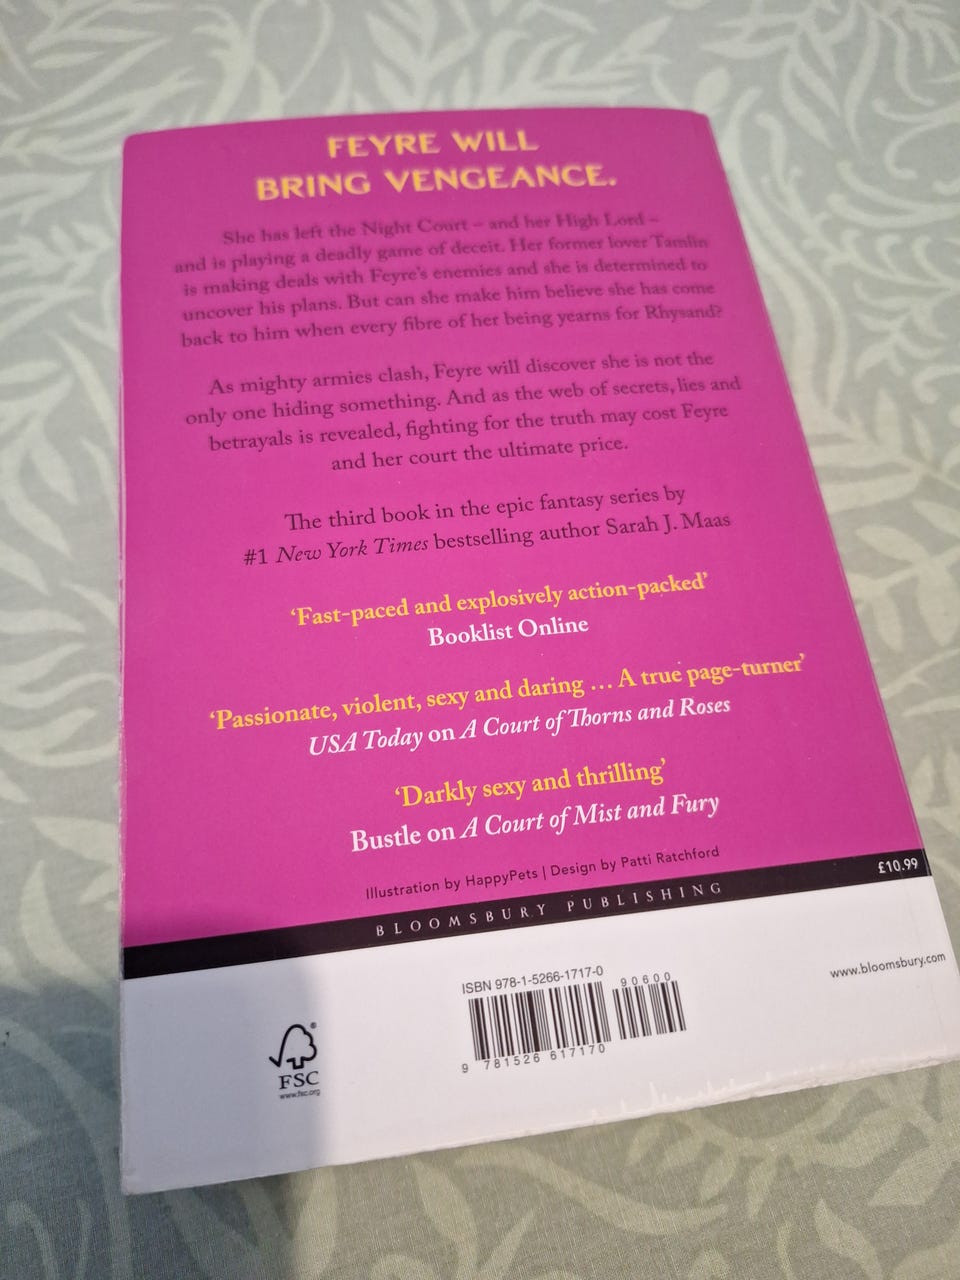 FEYRE WILL
BRING VENGEANCE.
She has left the Night Court – and her High Lord –
and is playing a deadly game of deceit. Her former lover Tamlin
is making deals with Feyre's enemies and she is determined to
uncover his plans. But can she make him believe she has come
back to him when every fibre of her being yearns for Rhysand?
As mighty armies clash, Feyre will discover she is not the
only one hiding something. And as the web of secrets, lies and
betrayals is revealed, fighting for the truth may cost Feyre
and her court the ultimate price.
The third book in the epic fantasy series by
#1 New York Times bestselling author Sarah J. Maas
‘Fast-paced and explosively action-packed’
Booklist Online
‘Passionate, violent, sexy and daring … A true page-turner’
USA Today on A Court of Thorns and Roses
‘Darkly sexy and thrilling’
Bustle on A Court of Mist and Fury
Illustration by HappyPets | Design by Patti Ratchford
£10.99
BLOOMSBURY PUBLISHING
www.bloomsbury.com
ISBN 978-1-5266-1717-0
90600
9 781526 617170
®
FSC
www.fsc.org